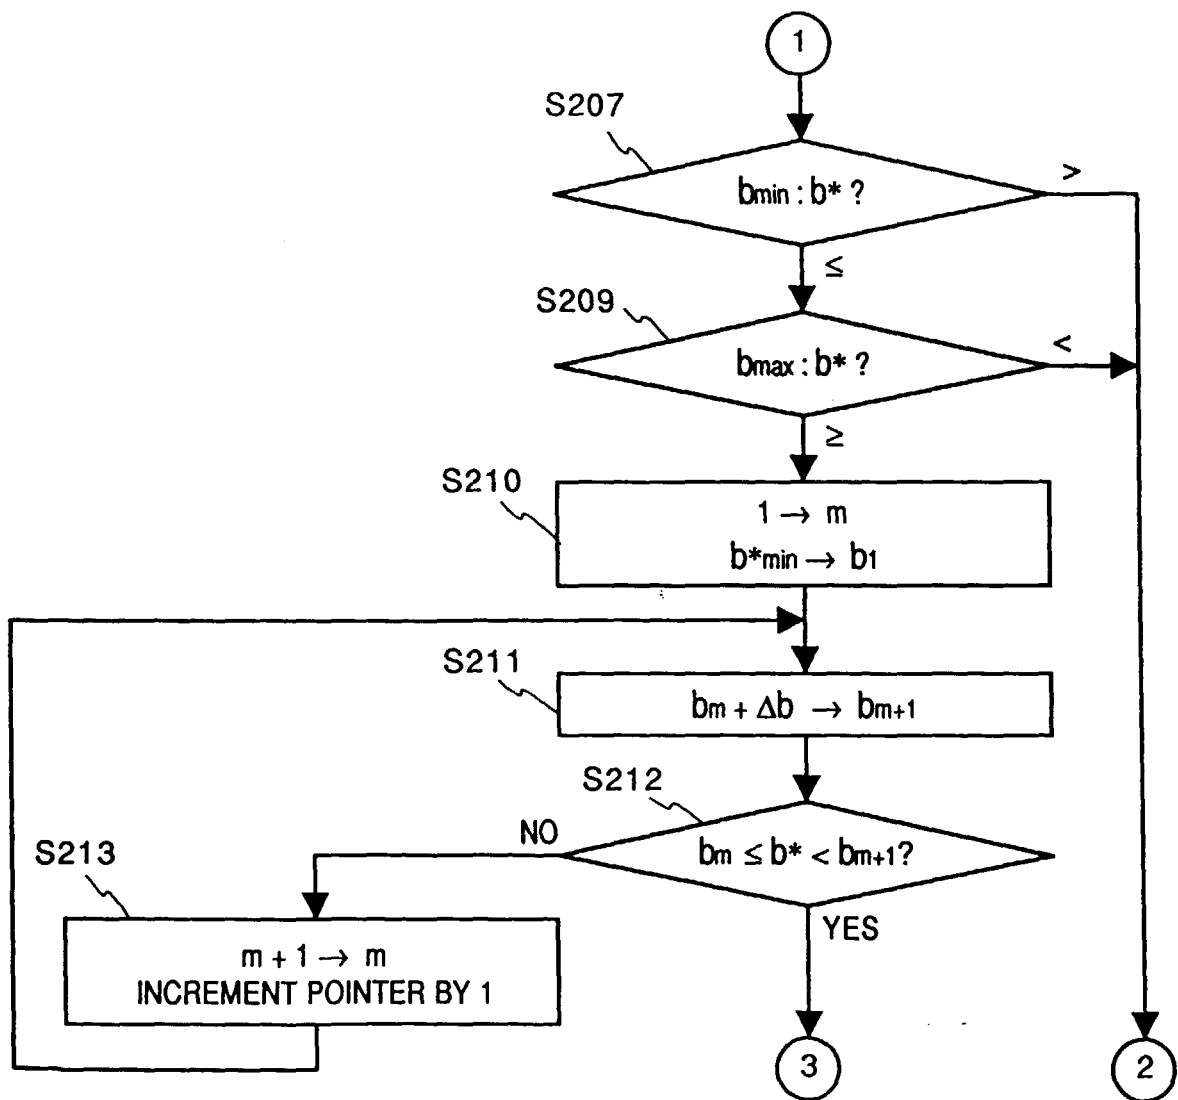 1
S207
bmin : b* ?
>
≤
S209
bmax : b* ?
<
≥
S210
1 → m
b*min → b1
S211
bm + Δb → bm+1
S212
bm ≤ b* < bm+1?
NO
YES
S213
m + 1 → m
INCREMENT POINTER BY 1
3
2